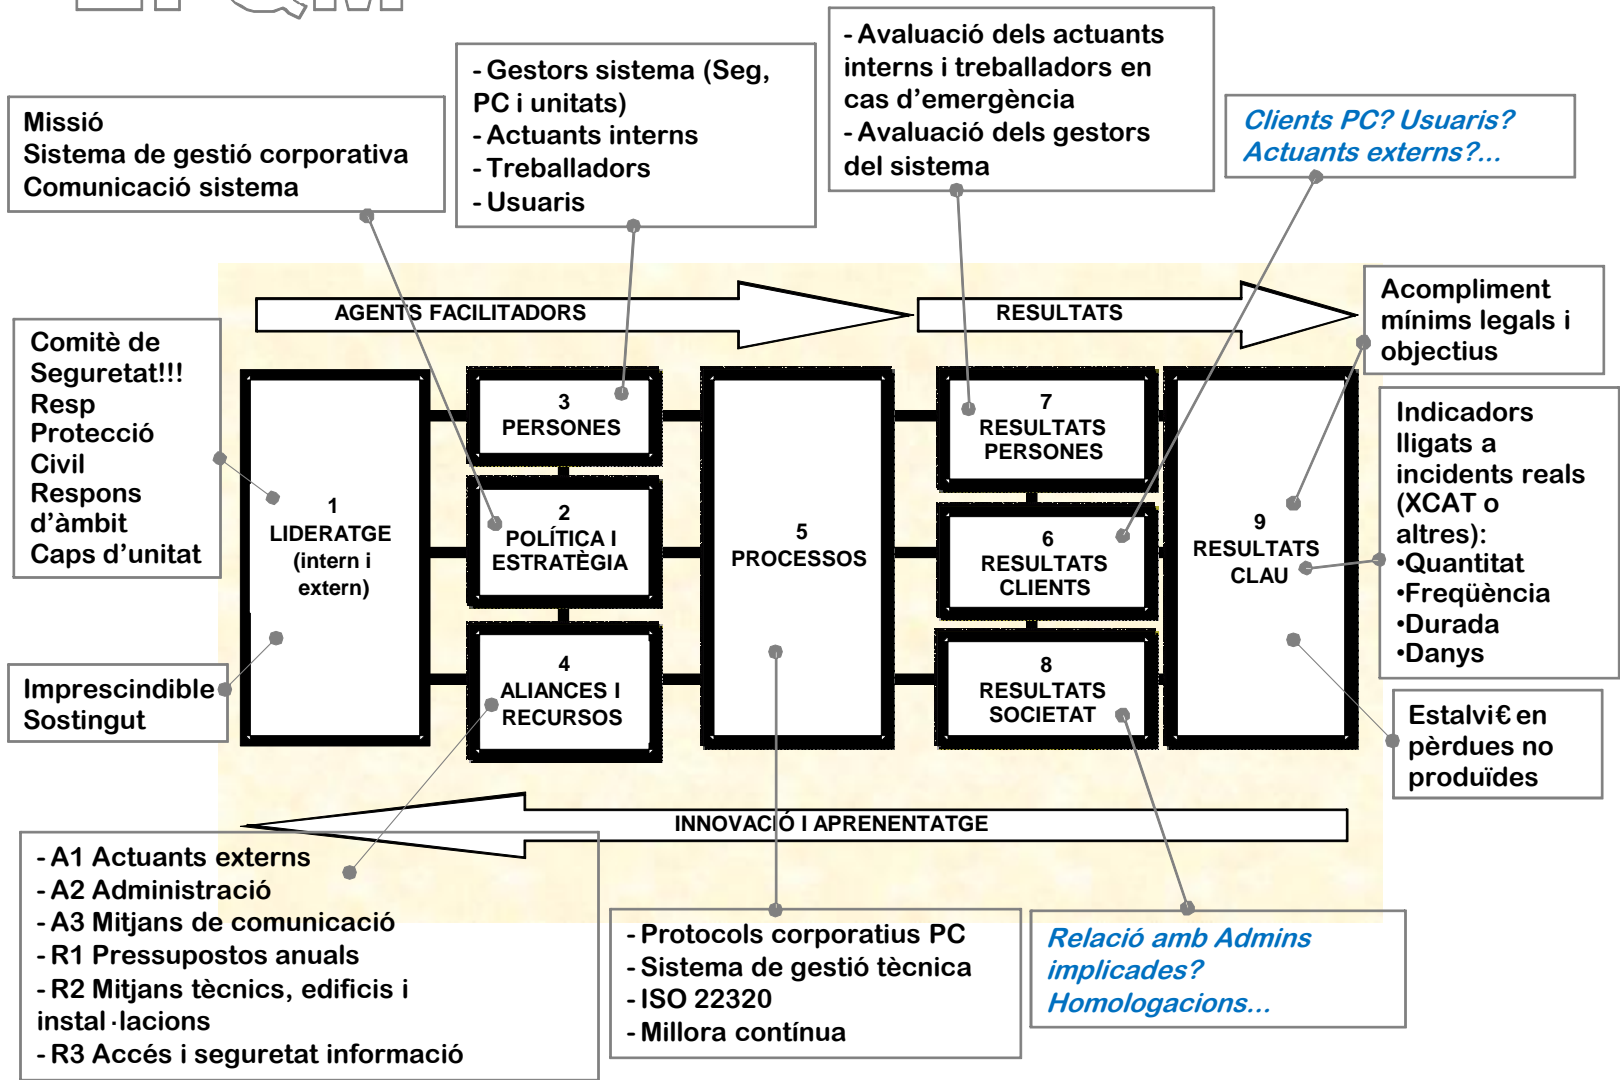 EFQM
- Avaluació dels actuants
interns i treballadors en
cas d’emergència
- Avaluació dels gestors
del sistema
- Gestors sistema (Seg,
PC i unitats)
- Actuants interns
- Treballadors
- Usuaris
Missió
Sistema de gestió corporativa
Comunicació sistema
Clients PC? Usuaris?
Actuants externs?...
AGENTS FACILITADORS
RESULTATS
Acompliment
mínims legals i
objectius
Comitè de
Seguretat!!!
Resp
Protecció
Civil
Respons
d’àmbit
Caps d’unitat
1
LIDERATGE
(intern i
extern)
3
PERSONES
2
POLÍTICA I
ESTRATÈGIA
4
ALIANCES I
RECURSOS
5
PROCESSOS
7
RESULTATS
PERSONES
6
RESULTATS
CLIENTS
8
RESULTATS
SOCIETAT
9
RESULTATS
CLAU
Indicadors
lligats a
incidents reals
(XCAT o
altres):
•Quantitat
•Freqüència
•Durada
•Danys
Imprescindible
Sostingut
Estalvi€ en
pèrdues no
produïdes
INNOVACIÓ I APRENENTATGE
- A1 Actuants externs
- A2 Administració
- A3 Mitjans de comunicació
- R1 Pressupostos anuals
- R2 Mitjans tècnics, edificis i
instal·lacions
- R3 Accés i seguretat informació
- Protocols corporatius PC
- Sistema de gestió tècnica
- ISO 22320
- Millora contínua
Relació amb Admins
implicades?
Homologacions...